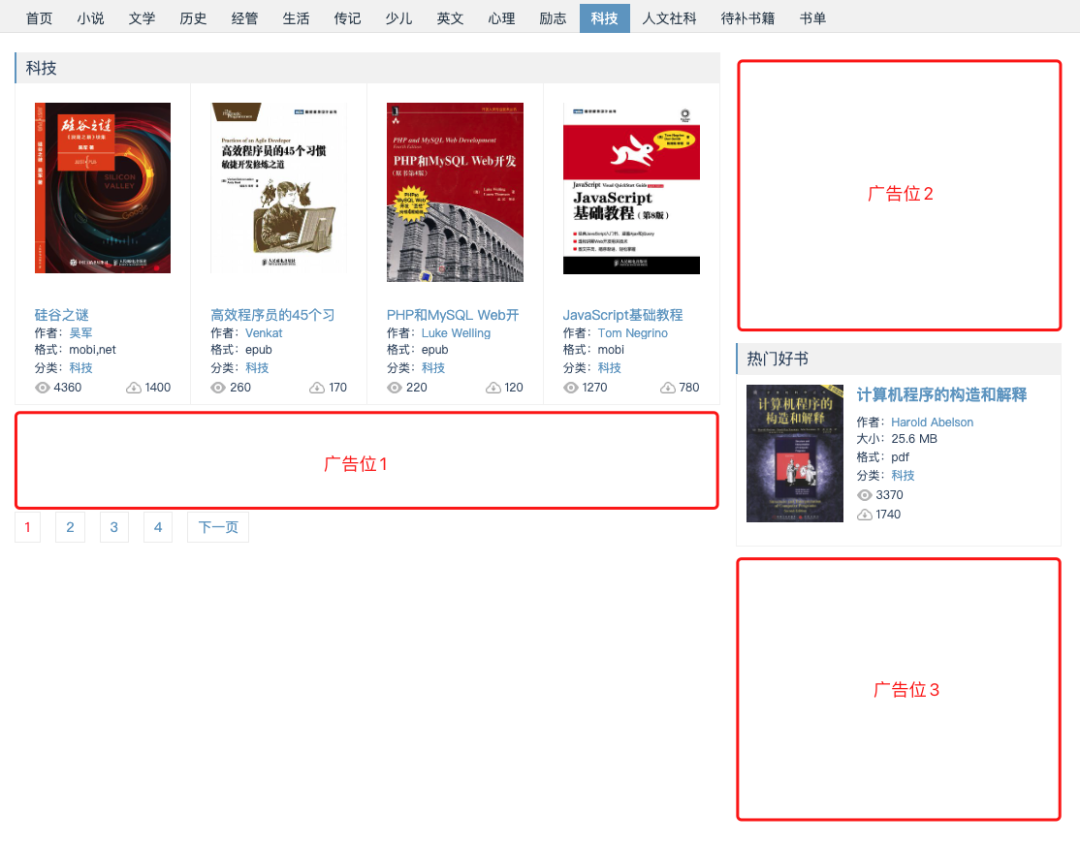 首页 小说 文学 历史 经管 生活 传记 少儿 英文 心理 励志 科技 人文社科 待补书籍 书单
科技
硅谷之谜
SILICON
VALLEY
Practices of an Agile Developer
高效程序员的45个习惯
敏捷开发修炼之道
PHP and MySQL Web Development
PHP和MySQL Web开发
(原书第4版)
JavaScript
基础教程(第8版)
硅谷之谜
作者：吴军
格式：mobi,net
分类：科技
4360 1400
高效程序员的45个习
作者：Venkat
格式：epub
分类：科技
260 170
PHP和MySQL Web开
作者：Luke Welling
格式：epub
分类：科技
220 120
JavaScript基础教程
作者：Tom Negrino
格式：mobi
分类：科技
1270 780
广告位1
1 2 3 4 下一页
广告位2
热门好书
计算机程序的
构造和解释
计算机程序的构造和解释
作者：Harold Abelson
大小：25.6 MB
格式：pdf
分类：科技
3370
1740
广告位3